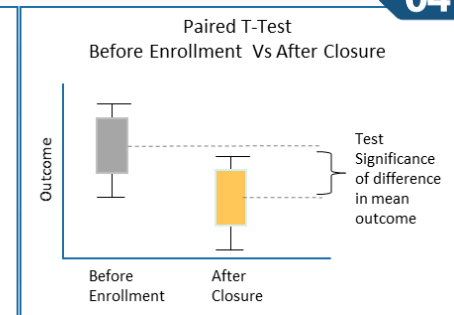 04
Paired T-Test
Before Enrollment Vs After Closure
Outcome
Test
Significance
of difference
in mean
outcome
Before
Enrollment
After
Closure